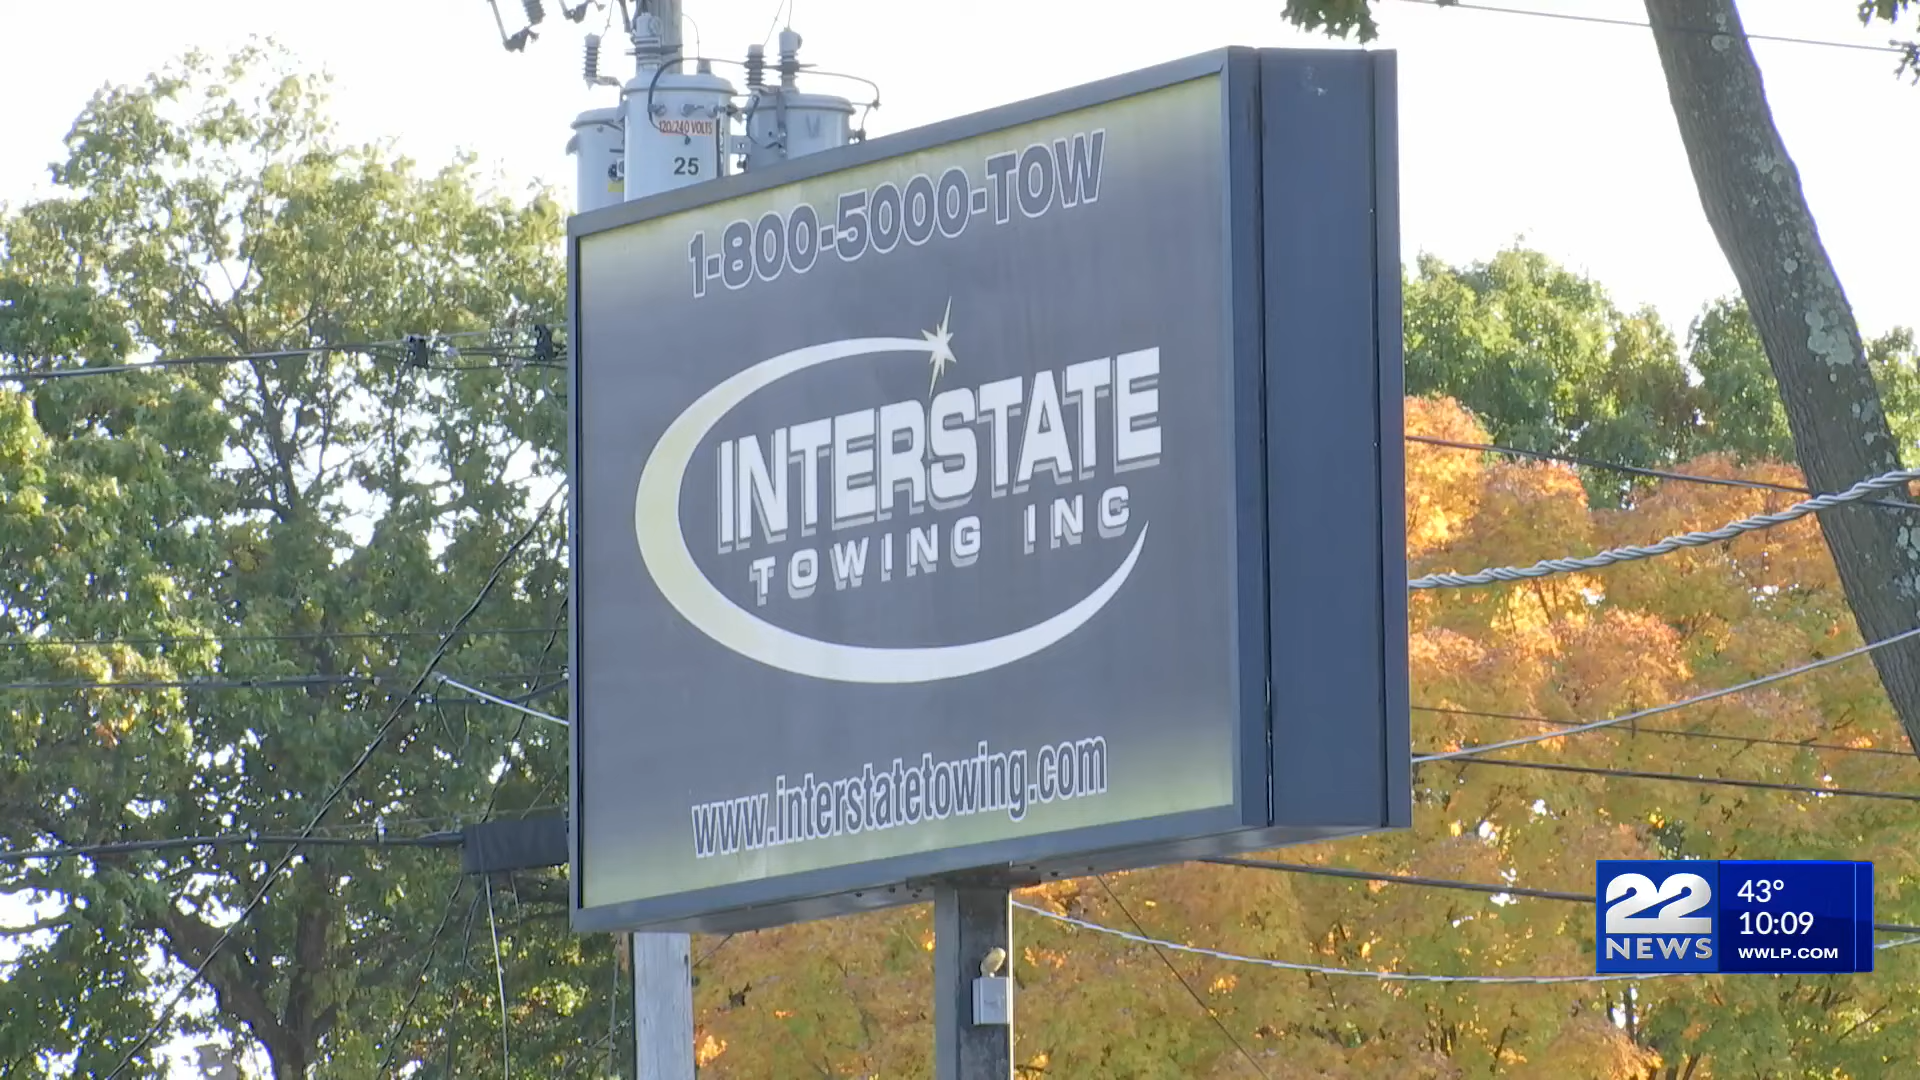 120/240 VOLTS
25
1-800-5000-TOW
INTERSTATE
TOWING INC
www.interstatetowing.com
22
NEWS
43°
10:09
WWLP.COM